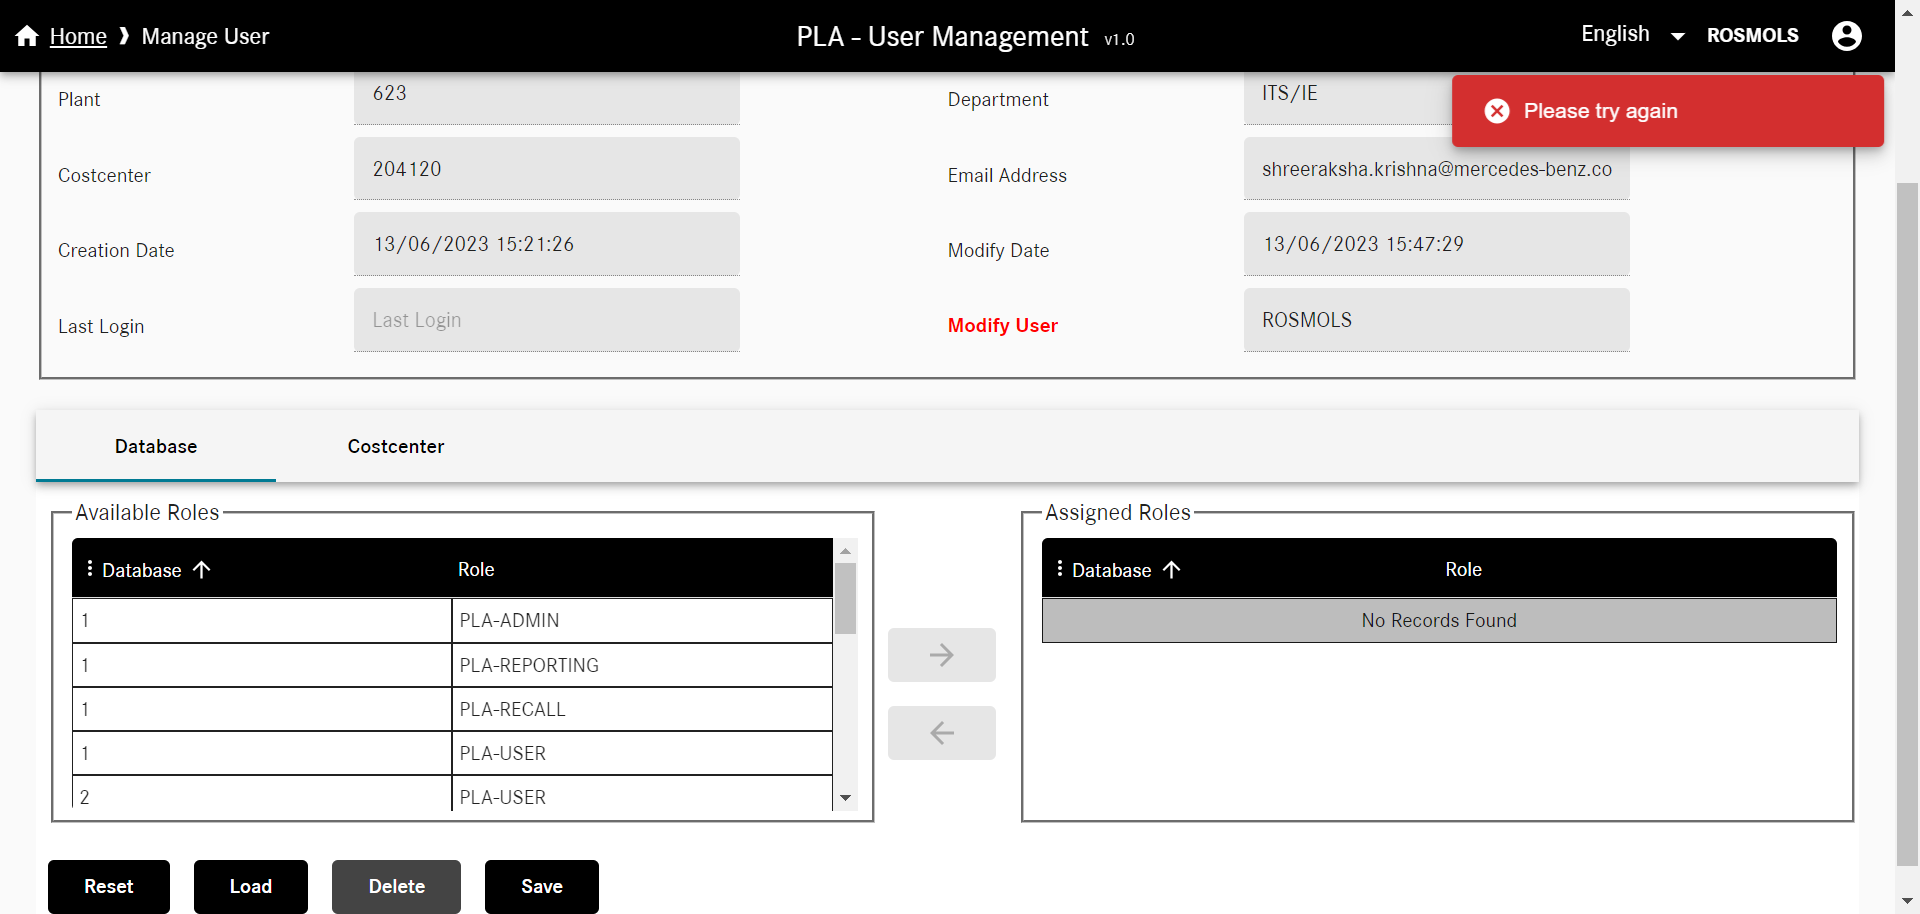 Home ❱ Manage User
PLA - User Management v1.0
English ROSMOLS
Please try again
Plant 623 Department ITS/IE
Costcenter 204120 Email Address shreeraksha.krishna@mercedes-benz.co
Creation Date 13/06/2023 15:21:26 Modify Date 13/06/2023 15:47:29
Last Login Last Login Modify User ROSMOLS
Database Costcenter
Available Roles
Database Role
1 PLA-ADMIN
1 PLA-REPORTING
1 PLA-RECALL
1 PLA-USER
2 PLA-USER
Assigned Roles
Database Role
No Records Found
Reset Load Delete Save